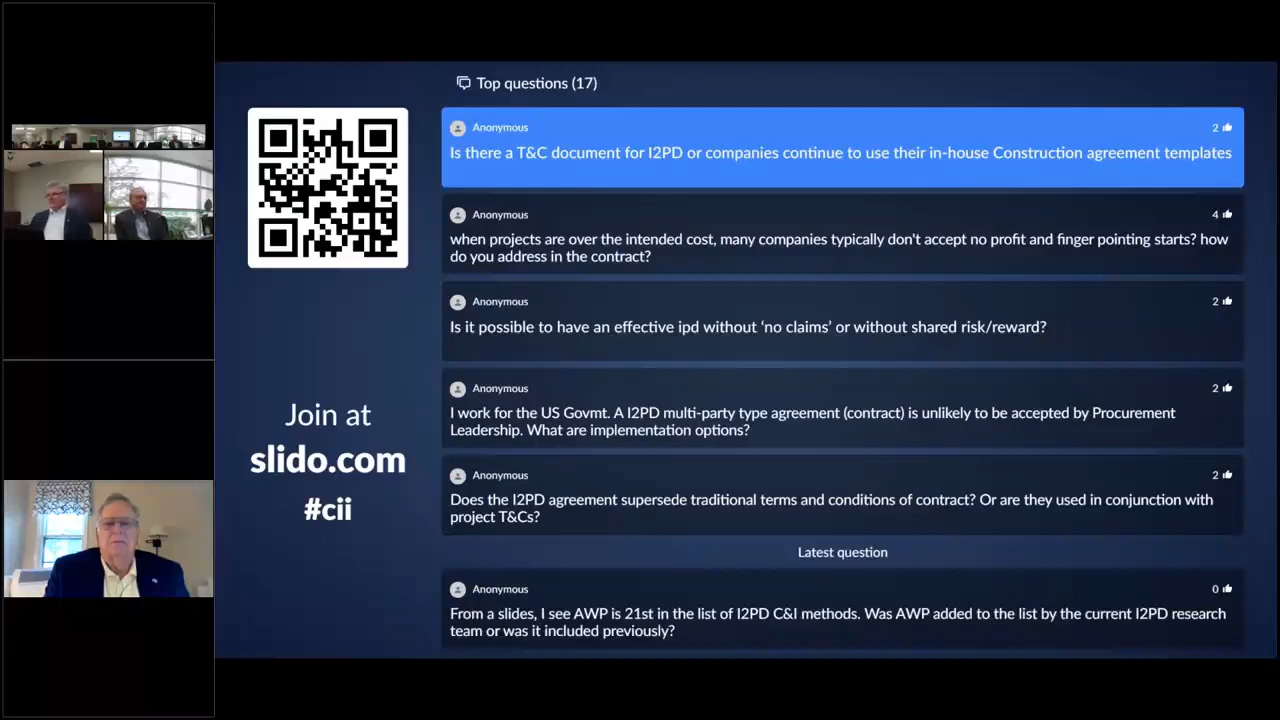 Top questions (17)
Anonymous
2
Is there a T&C document for I2PD or companies continue to use their in-house Construction agreement templates
Anonymous
4
when projects are over the intended cost, many companies typically don't accept no profit and finger pointing starts? how
do you address in the contract?
Anonymous
2
Is it possible to have an effective ipd without ‘no claims’ or without shared risk/reward?
Anonymous
2
I work for the US Govmt. A I2PD multi-party type agreement (contract) is unlikely to be accepted by Procurement
Leadership. What are implementation options?
Anonymous
2
Does the I2PD agreement supersede traditional terms and conditions of contract? Or are they used in conjunction with
project T&Cs?
Latest question
Anonymous
0
From a slides, I see AWP is 21st in the list of I2PD C&I methods. Was AWP added to the list by the current I2PD research
team or was it included previously?
Join at
slido.com
#cii